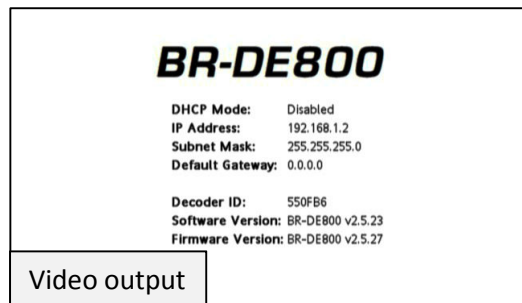 BR-DE800
DHCP Mode: Disabled
IP Address: 192.168.1.2
Subnet Mask: 255.255.255.0
Default Gateway: 0.0.0.0
Decoder ID: 550FB6
Software Version: BR-DE800 v2.5.23
Firmware Version: BR-DE800 v2.5.27
Video output